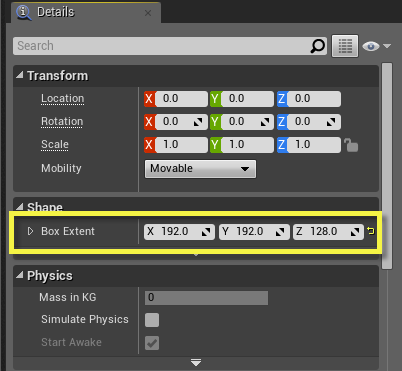 Details
Search
Transform
Location X 0.0 Y 0.0 Z 0.0
Rotation X 0.0 Y 0.0 Z 0.0
Scale X 1.0 Y 1.0 Z 1.0
Mobility Movable
Shape
Box Extent X 192.0 Y 192.0 Z 128.0
Physics
Mass in KG 0
Simulate Physics
Start Awake